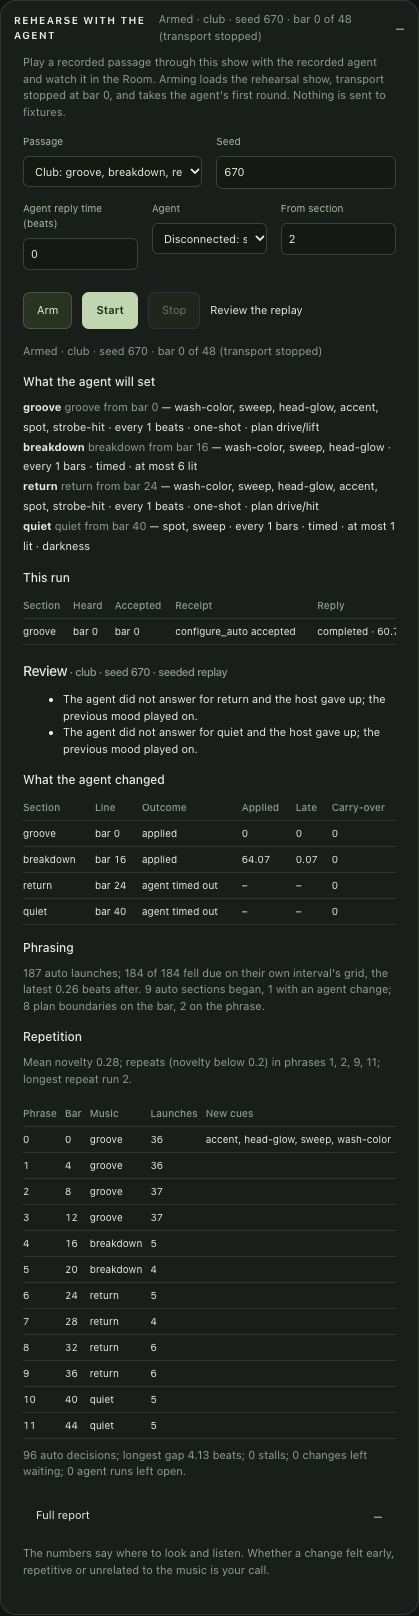 REHEARSE WITH THE
AGENT
Armed · club · seed 670 · bar 0 of 48
(transport stopped)
–
Play a recorded passage through this show with the recorded agent
and watch it in the Room. Arming loads the rehearsal show, transport
stopped at bar 0, and takes the agent's first round. Nothing is sent to
fixtures.
Passage
Seed
Club: groove, breakdown, re
670
Agent reply time
(beats)
Agent
From section
0
Disconnected: s
2
Arm
Start
Stop
Review the replay
Armed · club · seed 670 · bar 0 of 48 (transport stopped)
What the agent will set
groove groove from bar 0 — wash-color, sweep, head-glow, accent,
spot, strobe-hit · every 1 beats · one-shot · plan drive/lift
breakdown breakdown from bar 16 — wash-color, sweep, head-glow ·
every 1 bars · timed · at most 6 lit
return return from bar 24 — wash-color, sweep, head-glow, accent,
spot, strobe-hit · every 1 beats · one-shot · plan drive/hit
quiet quiet from bar 40 — spot, sweep · every 1 bars · timed · at most 1
lit · darkness
This run
Section Heard Accepted Receipt Reply
groove bar 0 bar 0 configure_auto accepted completed · 60.7
Review · club · seed 670 · seeded replay
• The agent did not answer for return and the host gave up; the
previous mood played on.
• The agent did not answer for quiet and the host gave up; the
previous mood played on.
What the agent changed
Section Line Outcome Applied Late Carry-over
groove bar 0 applied 0 0 0
breakdown bar 16 applied 64.07 0.07 0
return bar 24 agent timed out – – 0
quiet bar 40 agent timed out – – 0
Phrasing
187 auto launches; 184 of 184 fell due on their own interval's grid, the
latest 0.26 beats after. 9 auto sections began, 1 with an agent change;
8 plan boundaries on the bar, 2 on the phrase.
Repetition
Mean novelty 0.28; repeats (novelty below 0.2) in phrases 1, 2, 9, 11;
longest repeat run 2.
Phrase Bar Music Launches New cues
0 0 groove 36 accent, head-glow, sweep, wash-color
1 4 groove 36
2 8 groove 37
3 12 groove 37
4 16 breakdown 5
5 20 breakdown 4
6 24 return 5
7 28 return 4
8 32 return 6
9 36 return 6
10 40 quiet 5
11 44 quiet 5
96 auto decisions; longest gap 4.13 beats; 0 stalls; 0 changes left
waiting; 0 agent runs left open.
Full report –
The numbers say where to look and listen. Whether a change felt early,
repetitive or unrelated to the music is your call.